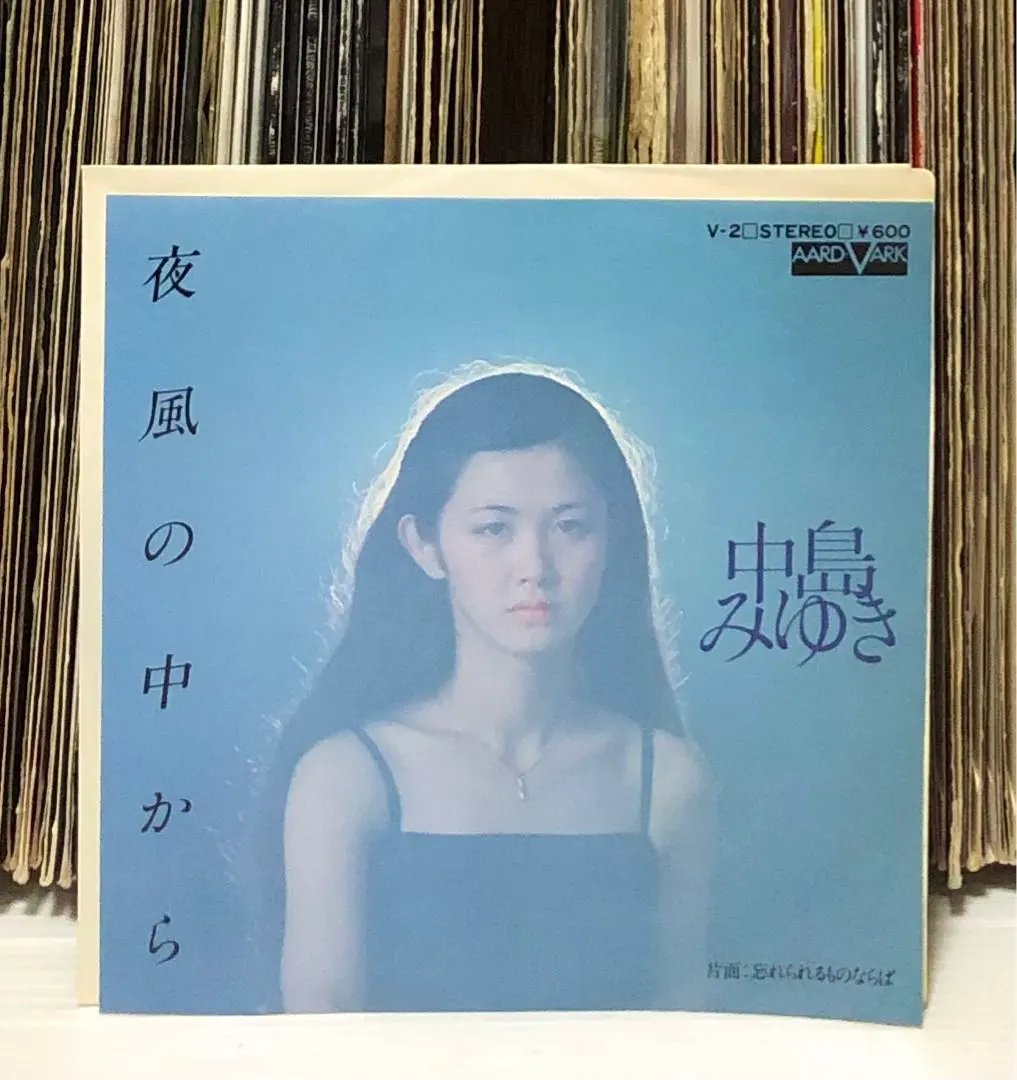 V-2□STEREO□¥600
AARD-VARK
夜風の中から
中島
みゆき
片面：忘れられるものならば